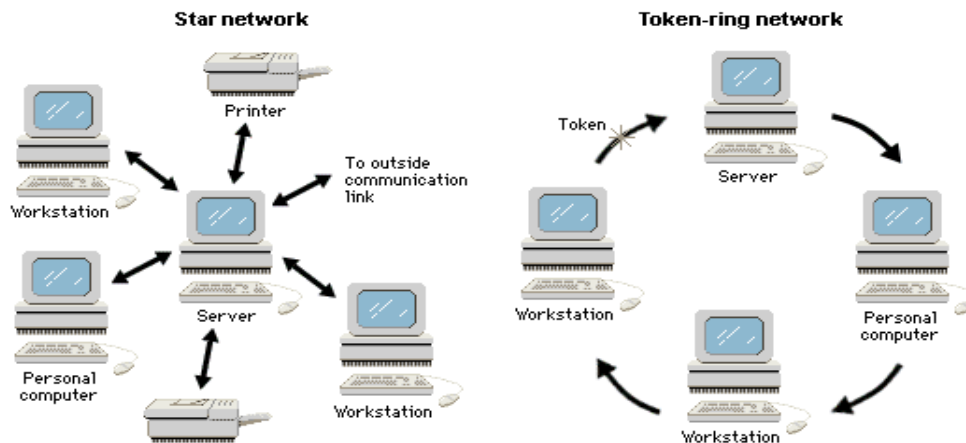 Star network
Printer
To outside
communication
link
Workstation
Server
Personal
computer
Workstation
Token-ring network
Token
Server
Workstation
Personal
computer
Workstation